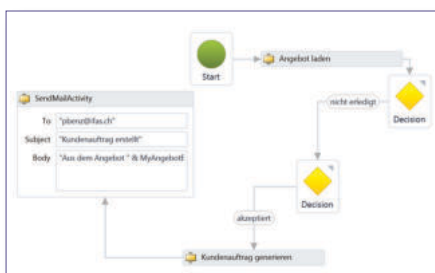 Start
Angebot laden
Decision
nicht erledigt
Decision
akzeptiert
Kundenauftrag generieren
SendMailActivity
To "pbenz@ifas.ch"
Subject "Kundenauftrag erstellt"
Body "Aus dem Angebot " & MyAngebotE